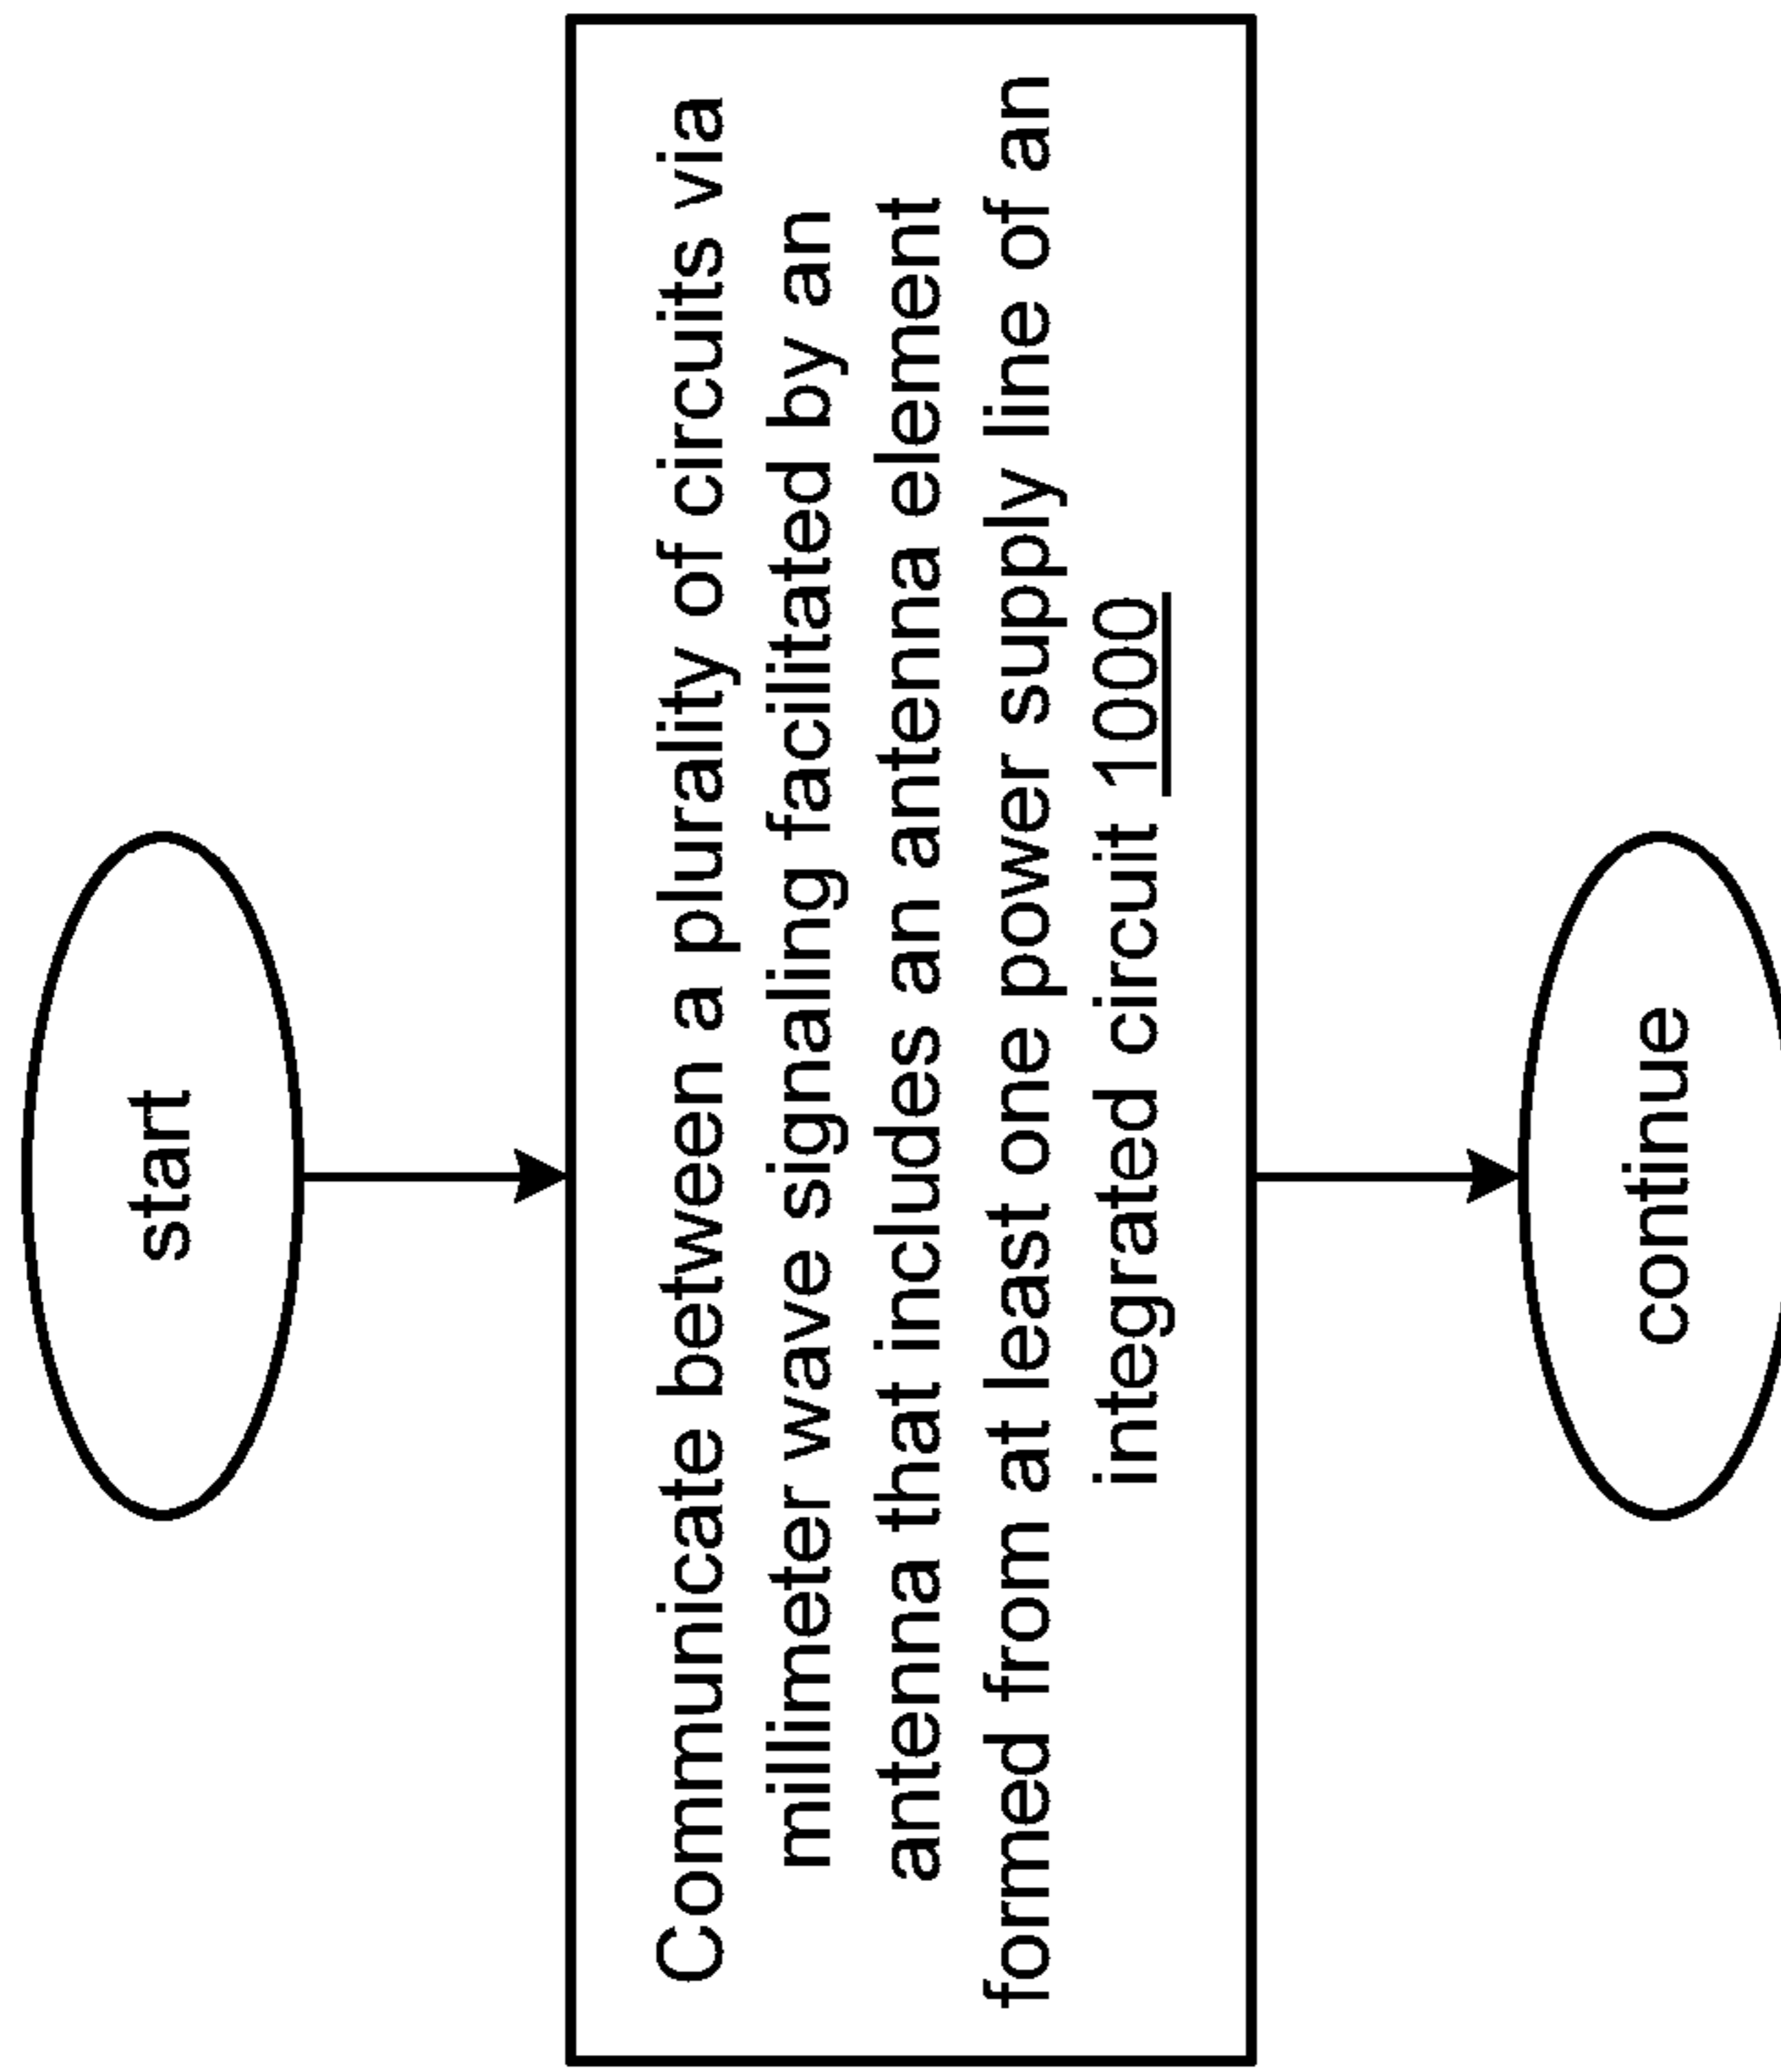 start
Communicate between a plurality of circuits via
millimeter wave signaling facilitated by an
antenna that includes an antenna element
formed from at least one power supply line of an
integrated circuit 1000
continue